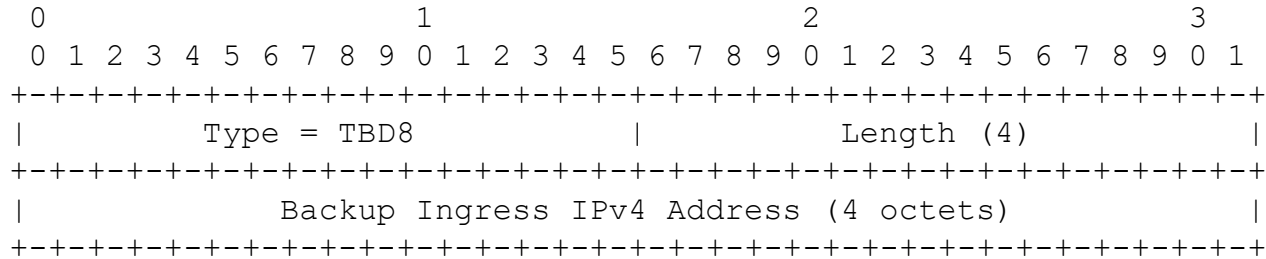 0                   1                   2                   3
 0 1 2 3 4 5 6 7 8 9 0 1 2 3 4 5 6 7 8 9 0 1 2 3 4 5 6 7 8 9 0 1
+-+-+-+-+-+-+-+-+-+-+-+-+-+-+-+-+-+-+-+-+-+-+-+-+-+-+-+-+-+-+-+-+
|         Type = TBD8           |          Length (4)           |
+-+-+-+-+-+-+-+-+-+-+-+-+-+-+-+-+-+-+-+-+-+-+-+-+-+-+-+-+-+-+-+-+
|             Backup Ingress IPv4 Address (4 octets)            |
+-+-+-+-+-+-+-+-+-+-+-+-+-+-+-+-+-+-+-+-+-+-+-+-+-+-+-+-+-+-+-+-+